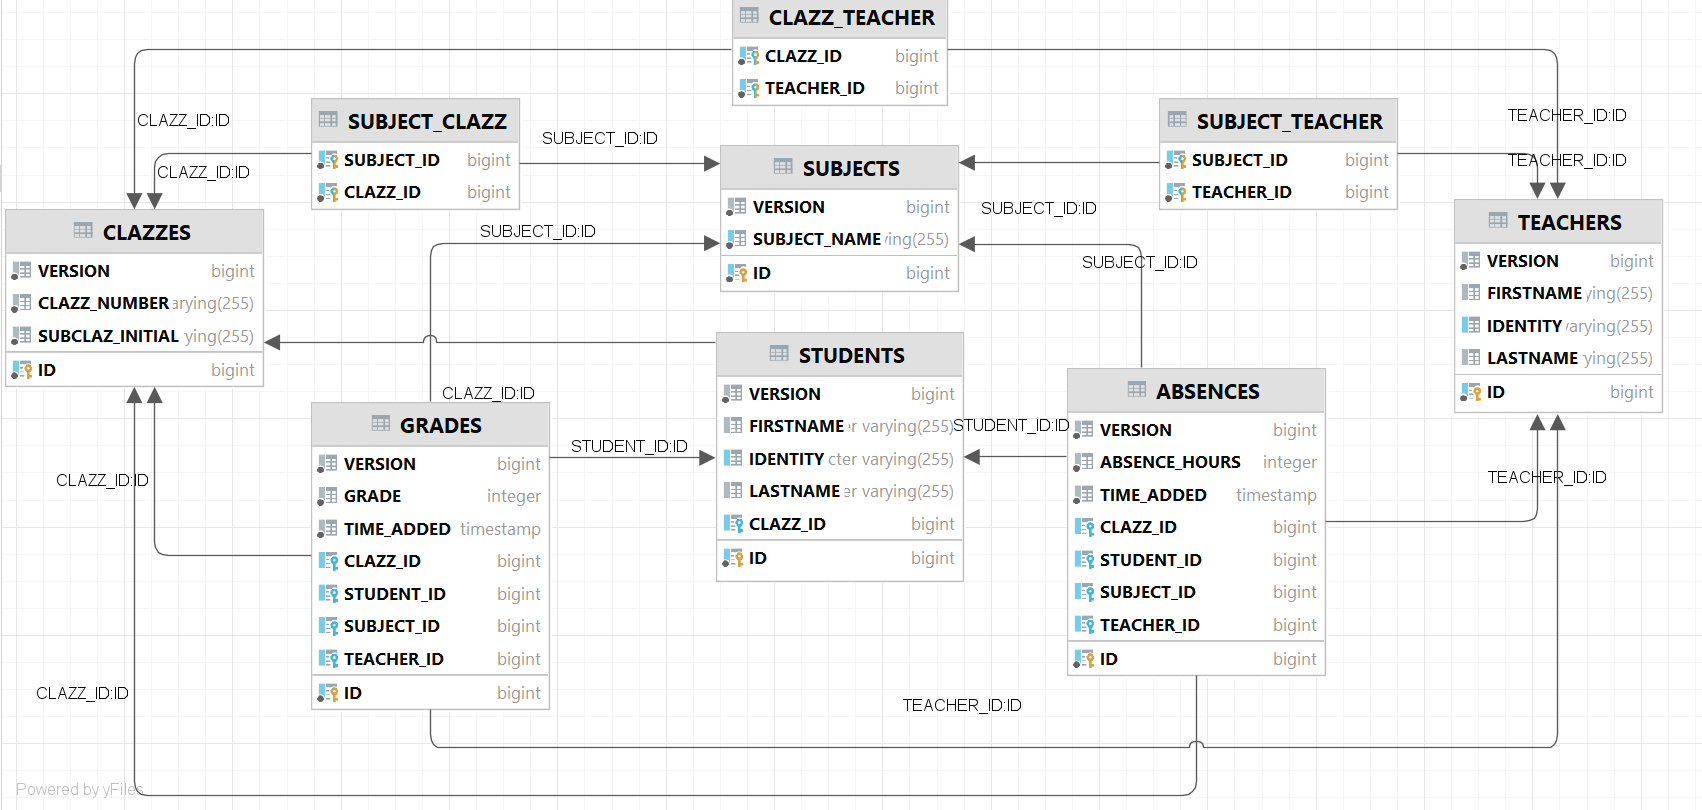 CLAZZ_TEACHER
CLAZZ_ID bigint
TEACHER_ID bigint
CLAZZ_ID:ID
TEACHER_ID:ID
SUBJECT_CLAZZ
SUBJECT_ID bigint
CLAZZ_ID bigint
SUBJECT_ID:ID
CLAZZ_ID:ID
SUBJECT_TEACHER
SUBJECT_ID bigint
TEACHER_ID bigint
TEACHER_ID:ID
SUBJECT_ID:ID
SUBJECTS
VERSION bigint
SUBJECT_NAME ying(255)
ID bigint
SUBJECT_ID:ID
SUBJECT_ID:ID
CLAZZES
VERSION bigint
CLAZZ_NUMBER arying(255)
SUBCLAZ_INITIAL ying(255)
ID bigint
TEACHERS
VERSION bigint
FIRSTNAME ying(255)
IDENTITY varying(255)
LASTNAME ying(255)
ID bigint
STUDENTS
VERSION bigint
FIRSTNAME er varying(255)
IDENTITY cter varying(255)
LASTNAME er varying(255)
CLAZZ_ID bigint
ID bigint
CLAZZ_ID:ID
STUDENT_ID:ID
STUDENT_ID:ID
GRADES
VERSION bigint
GRADE integer
TIME_ADDED timestamp
CLAZZ_ID bigint
STUDENT_ID bigint
SUBJECT_ID bigint
TEACHER_ID bigint
ID bigint
ABSENCES
VERSION bigint
ABSENCE_HOURS integer
TIME_ADDED timestamp
CLAZZ_ID bigint
STUDENT_ID bigint
SUBJECT_ID bigint
TEACHER_ID bigint
ID bigint
CLAZZ_ID:ID
TEACHER_ID:ID
CLAZZ_ID:ID
TEACHER_ID:ID
Powered by yFiles